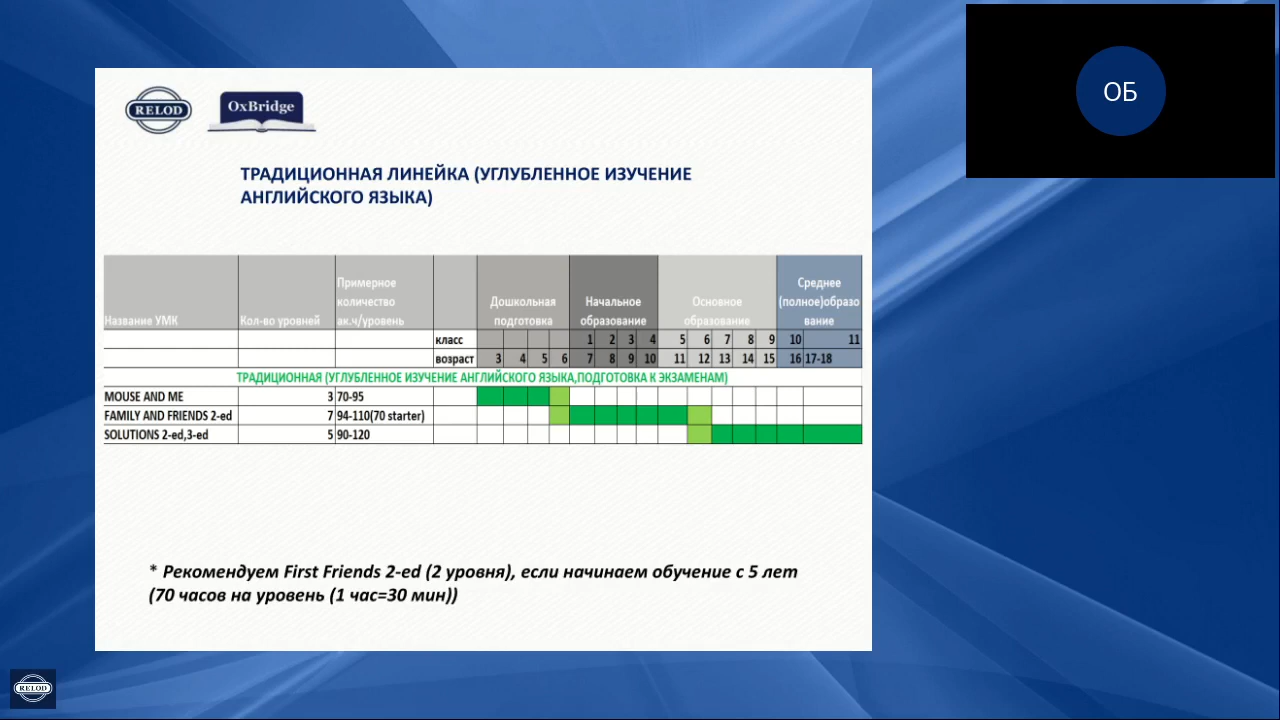 ОБ
RELOD
OxBridge
ТРАДИЦИОННАЯ ЛИНЕЙКА (УГЛУБЛЕННОЕ ИЗУЧЕНИЕ
АНГЛИЙСКОГО ЯЗЫКА)
Название УМК
Кол-во уровней
Примерное
количество
ак.ч/уровень
Дошкольная
подготовка
Начальное
образование
Основное
образование
Среднее
(полное)образо
вание
класс 1 2 3 4 5 6 7 8 9 10 11
возраст 3 4 5 6 7 8 9 10 11 12 13 14 15 16 17-18
ТРАДИЦИОННАЯ (УГЛУБЛЕННОЕ ИЗУЧЕНИЕ АНГЛИЙСКОГО ЯЗЫКА,ПОДГОТОВКА К ЭКЗАМЕНАМ)
MOUSE AND ME 3 70-95
FAMILY AND FRIENDS 2-ed 7 94-110(70 starter)
SOLUTIONS 2-ed,3-ed 5 90-120
* Рекомендуем First Friends 2-ed (2 уровня), если начинаем обучение с 5 лет
(70 часов на уровень (1 час=30 мин))
RELOD